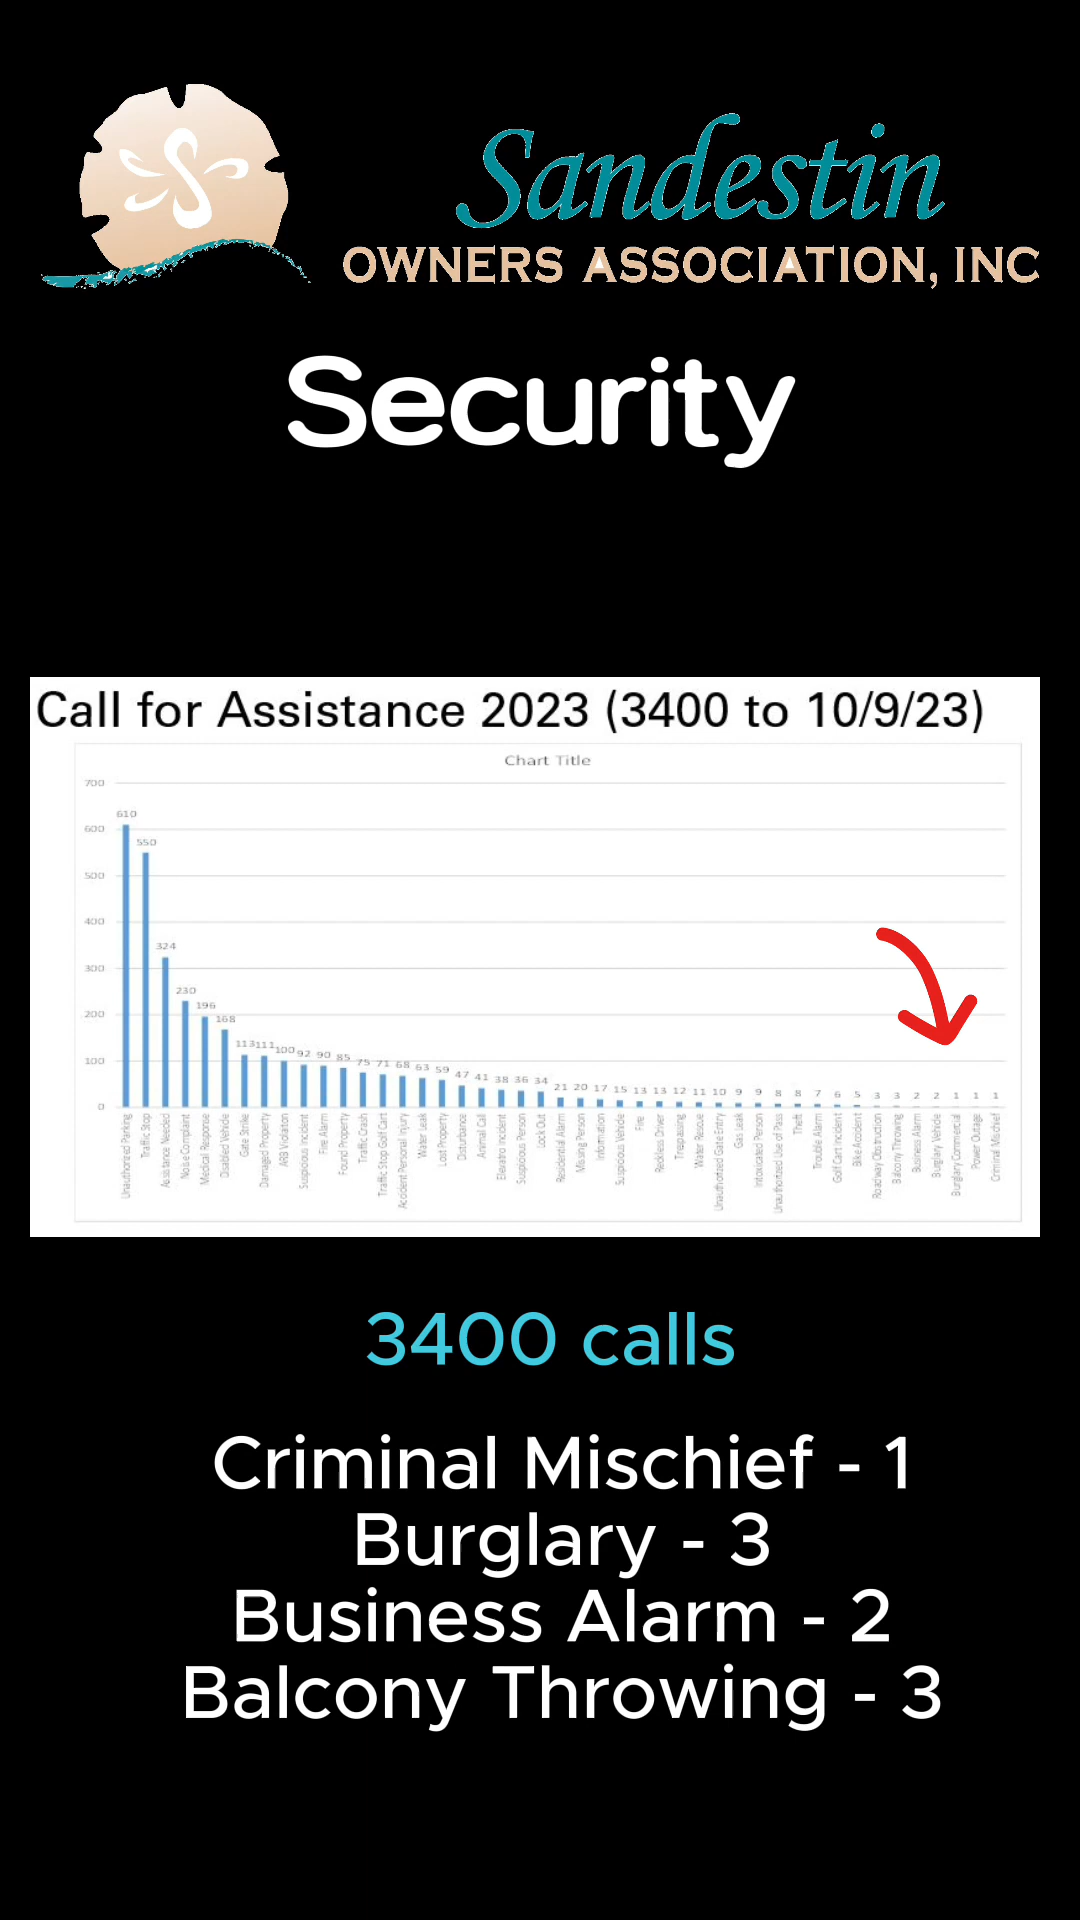 Sandestin
OWNERS ASSOCIATION, INC
Security
Call for Assistance 2023 (3400 to 10/9/23)
Chart Title
700
600
500
400
300
200
100
0
610
550
324
230
196
168
113
111
100
92
90
85
75
71
68
63
59
47
41
38
36
34
21
20
17
15
13
13
12
11
10
9
9
8
8
7
6
5
3
3
2
2
1
1
1
Unauthorized Parking
Traffic Stop
Assistance Needed
Noise Complaint
Medical Response
Disabled Vehicle
Gate Strike
Damaged Property
ARB Violation
Suspicious Incident
Fire Alarm
Found Property
Traffic Crash
Traffic Stop Golf Cart
Accident Personal Injury
Water Leak
Lost Property
Disturbance
Animal Call
Elevator Incident
Suspicious Person
Lock Out
Residential Alarm
Missing Person
Information
Suspicious Vehicle
Fire
Reckless Driver
Trespassing
Water Rescue
Unauthorized Gate Entry
Gas Leak
Intoxicated Person
Unauthorized Use of Pass
Theft
Trouble Alarm
Golf Cart Incident
Bike Accident
Roadway Obstruction
Balcony Throwing
Business Alarm
Burglary Vehicle
Burglary Commercial
Power Outage
Criminal Mischief
3400 calls
Criminal Mischief - 1
Burglary - 3
Business Alarm - 2
Balcony Throwing - 3